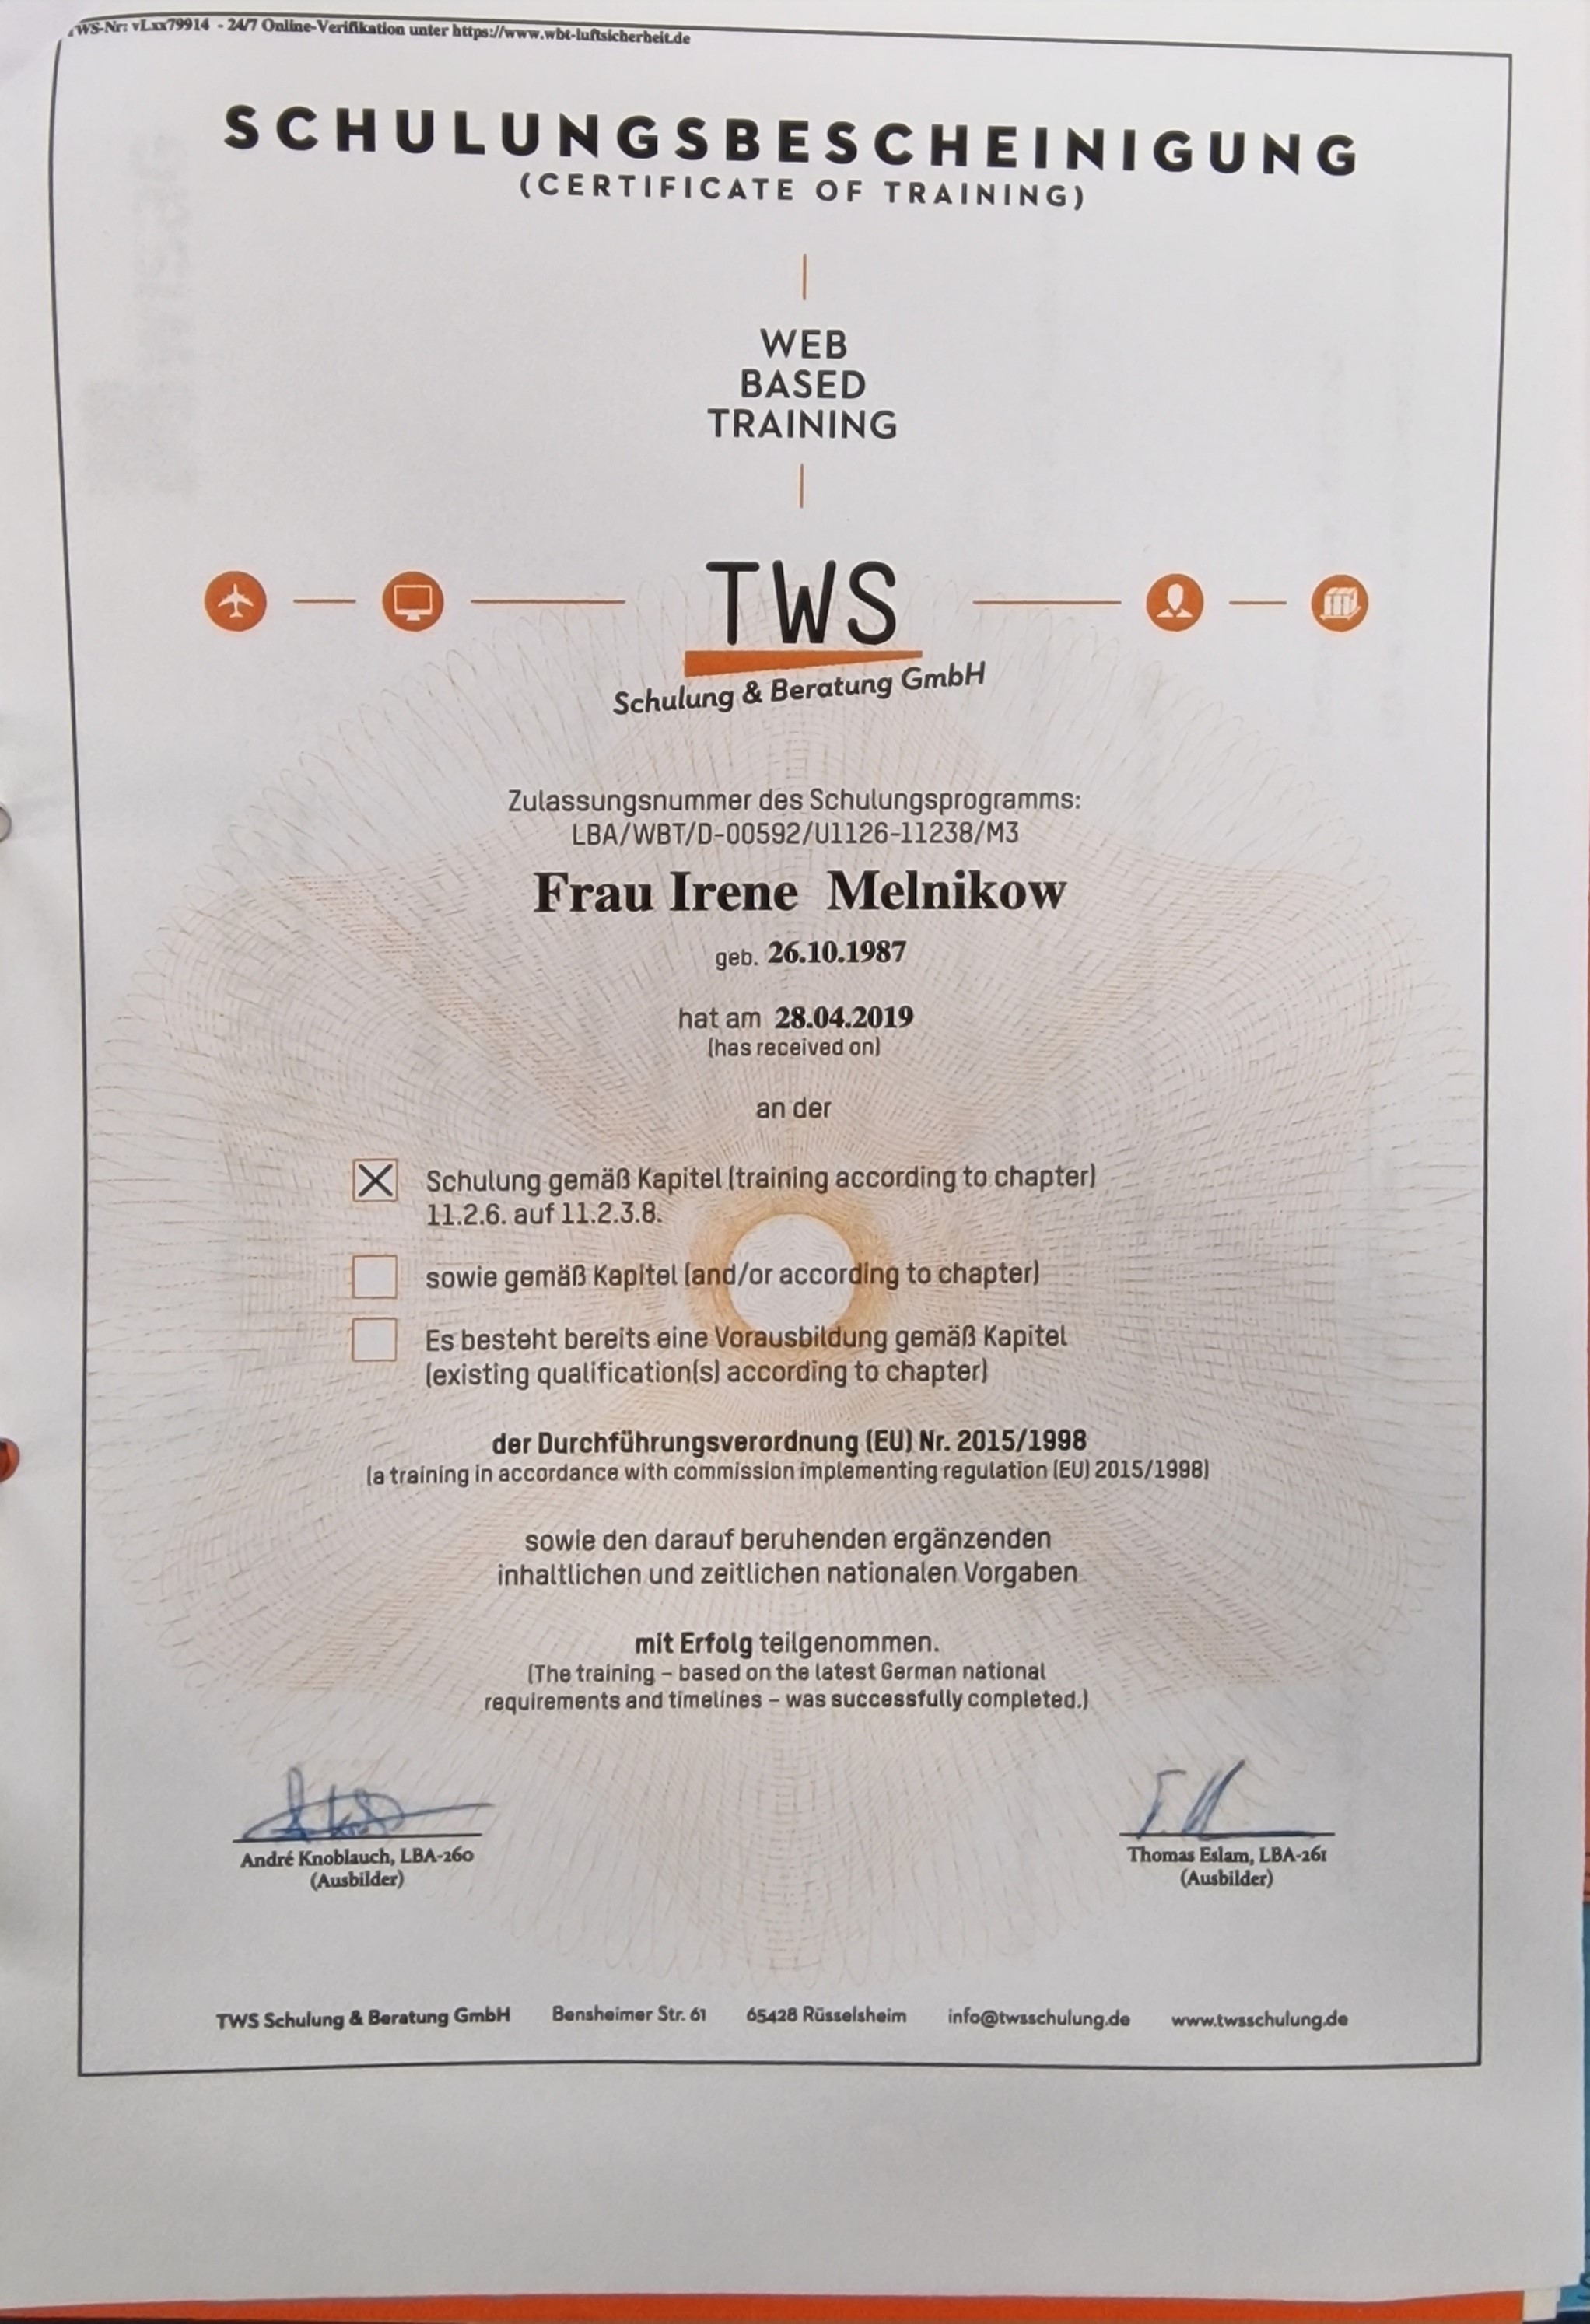 TWS-Nr: vLxx79914 - 24/7 Online-Verifikation unter https://www.wbt-luftsicherheit.de
SCHULUNGSBESCHEINIGUNG
(CERTIFICATE OF TRAINING)
WEB
BASED
TRAINING
TWS
Schulung & Beratung GmbH
Zulassungsnummer des Schulungsprogramms:
LBA/WBT/D-00592/U1126-11238/M3
Frau Irene Melnikow
geb. 26.10.1987
hat am 28.04.2019
(has received on)
an der
Schulung gemäß Kapitel (training according to chapter)
11.2.6. auf 11.2.3.8.
sowie gemäß Kapitel (and/or according to chapter)
Es besteht bereits eine Vorausbildung gemäß Kapitel
(existing qualification(s) according to chapter)
der Durchführungsverordnung (EU) Nr. 2015/1998
(a training in accordance with commission implementing regulation (EU) 2015/1998)
sowie den darauf beruhenden ergänzenden
inhaltlichen und zeitlichen nationalen Vorgaben
mit Erfolg teilgenommen.
(The training – based on the latest German national
requirements and timelines – was successfully completed.)
André Knoblauch, LBA-260
(Ausbilder)
Thomas Eslam, LBA-261
(Ausbilder)
TWS Schulung & Beratung GmbH Bensheimer Str. 61 65428 Rüsselsheim info@twsschulung.de www.twsschulung.de